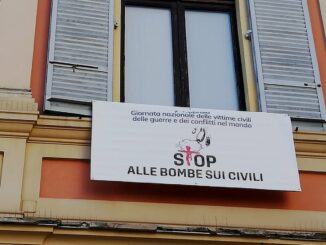 Giornata nazionale delle vittime civili
delle guerre e dei conflitti nel mondo
STOP
ALLE BOMBE SUI CIVILI